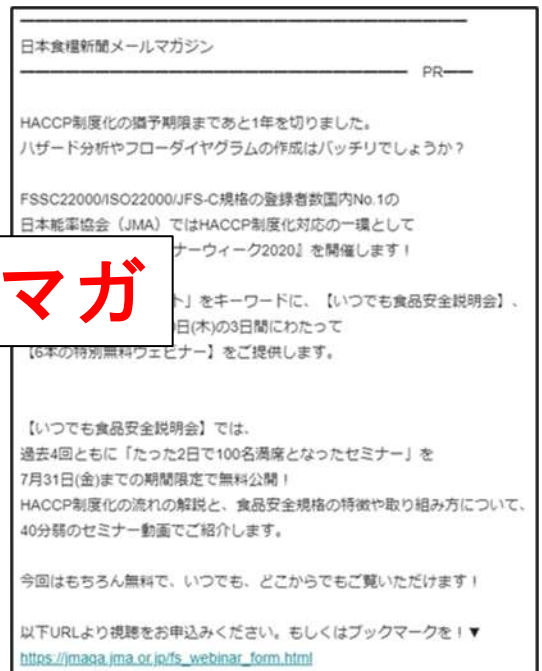 日本食糧新聞メールマガジン
PR
HACCP制度化の猶予期限まであと1年を切りました。
ハザード分析やフローダイヤグラムの作成はバッチリでしょうか?
FSSC22000/ISO22000/JFS-C規格の登録者数国内No.1の
日本能率協会(JMA)ではHACCP制度化対応の一環として
ナーウィーク2020』を開催します!
マガ
ト」をキーワードに、【いつでも食品安全説明会】、
日(木)の3日間にわたって
【6本の特別無料ウェビナー】をご提供します。
【いつでも食品安全説明会】では、
過去4回ともに「たった2日で100名満席となったセミナー」を
7月31日(金)までの期間限定で無料公開!
HACCP制度化の流れの解説と、食品安全規格の特徴や取り組み方について、
40分弱のセミナー動画でご紹介します。
今回はもちろん無料で、いつでも、どこからでもご覧いただけます!
以下URLより視聴をお申込みください。もしくはブックマークを!▼
https://jmaqa.jma.or.jp/fs_webinar_form.html